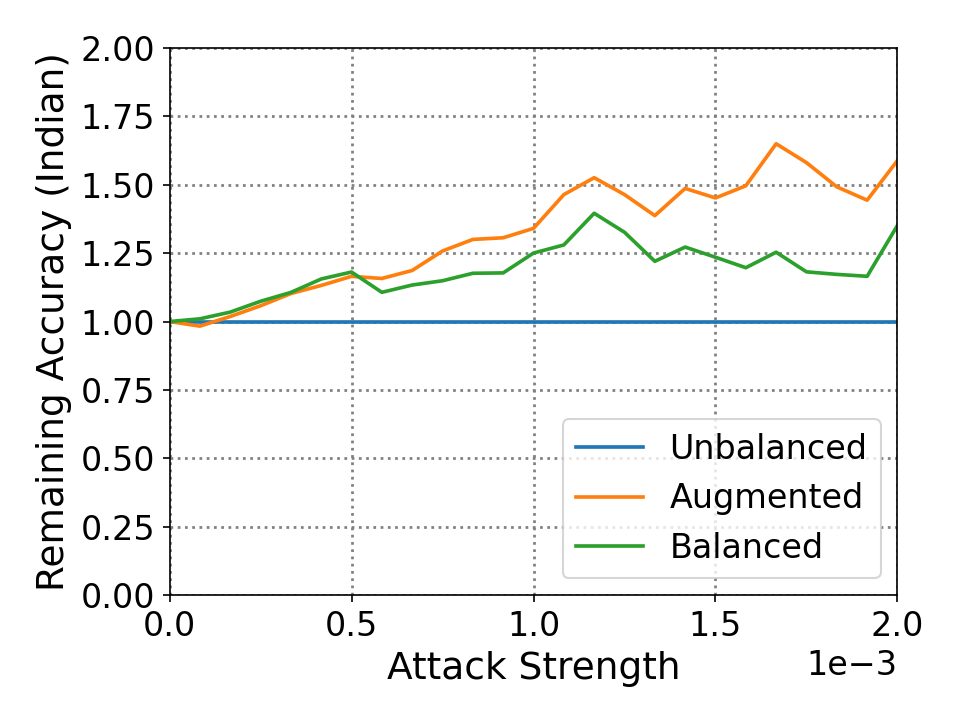 Remaining Accuracy (Indian)
2.00
1.75
1.50
1.25
1.00
0.75
0.50
0.25
0.00
Unbalanced
Augmented
Balanced
0.0 0.5 1.0 1.5 2.0
Attack Strength
1e−3